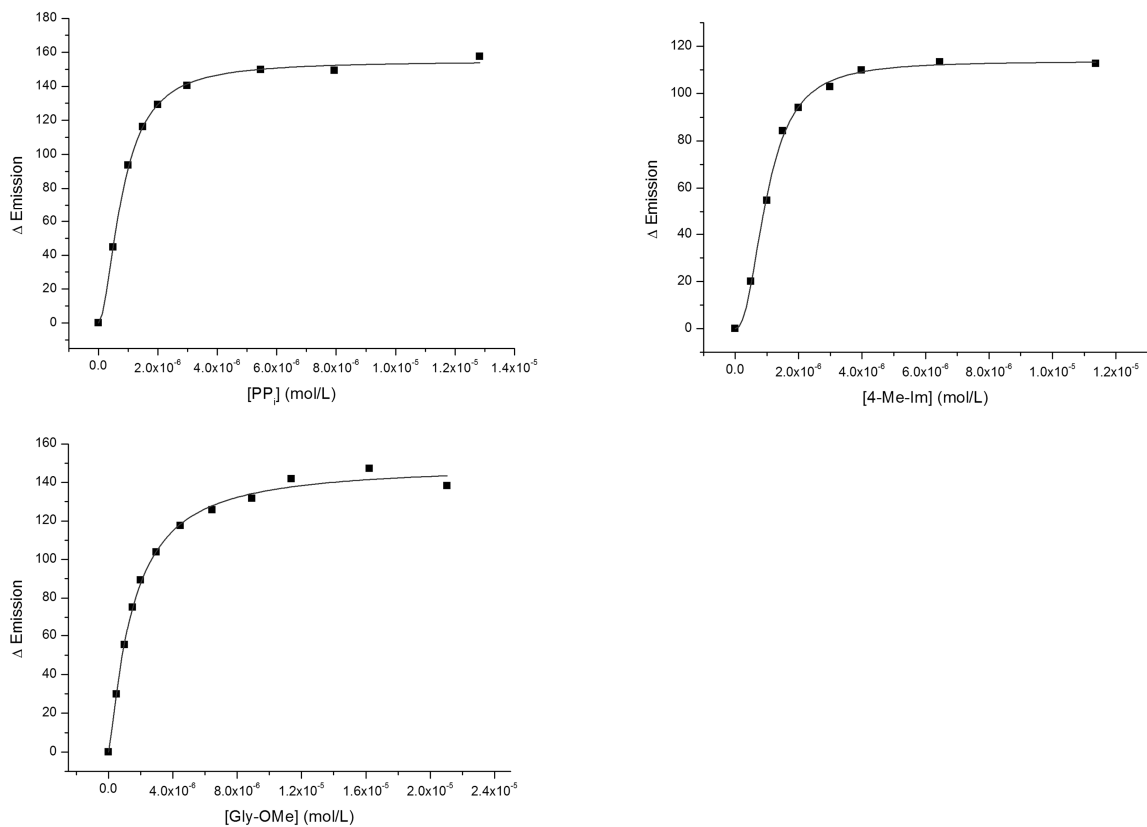 180
160
140
120
100
80
60
40
20
0
Δ Emission
0.0 2.0x10⁻⁶ 4.0x10⁻⁶ 6.0x10⁻⁶ 8.0x10⁻⁶ 1.0x10⁻⁵ 1.2x10⁻⁵ 1.4x10⁻⁵
[PPᵢ] (mol/L)
120
100
80
60
40
20
0
Δ Emission
0.0 2.0x10⁻⁶ 4.0x10⁻⁶ 6.0x10⁻⁶ 8.0x10⁻⁶ 1.0x10⁻⁵ 1.2x10⁻⁵
[4-Me-Im] (mol/L)
160
140
120
100
80
60
40
20
0
Δ Emission
0.0 4.0x10⁻⁶ 8.0x10⁻⁶ 1.2x10⁻⁵ 1.6x10⁻⁵ 2.0x10⁻⁵ 2.4x10⁻⁵
[Gly-OMe] (mol/L)